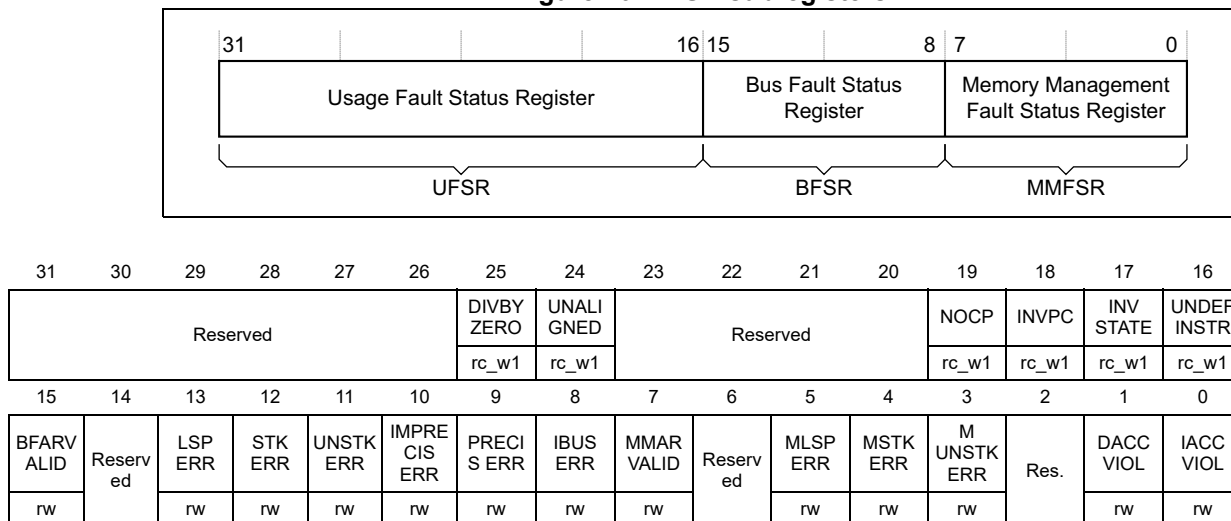 31 16 15 8 7 0
Usage Fault Status Register
Bus Fault Status
Register
Memory Management
Fault Status Register
UFSR BFSR MMFSR
31 30 29 28 27 26 25 24 23 22 21 20 19 18 17 16
Reserved
DIVBY
ZERO
UNALI
GNED
Reserved
NOCP
INVPC
INV
STATE
UNDEF
INSTR
rc_w1 rc_w1 rc_w1 rc_w1 rc_w1 rc_w1
15 14 13 12 11 10 9 8 7 6 5 4 3 2 1 0
BFARV
ALID
Reserv
ed
LSP
ERR
STK
ERR
UNSTK
ERR
IMPRE
CIS
ERR
PRECI
S ERR
IBUS
ERR
MMAR
VALID
Reserv
ed
MLSP
ERR
MSTK
ERR
M
UNSTK
ERR
Res.
DACC
VIOL
IACC
VIOL
rw rw rw rw rw rw rw rw rw rw rw rw rw